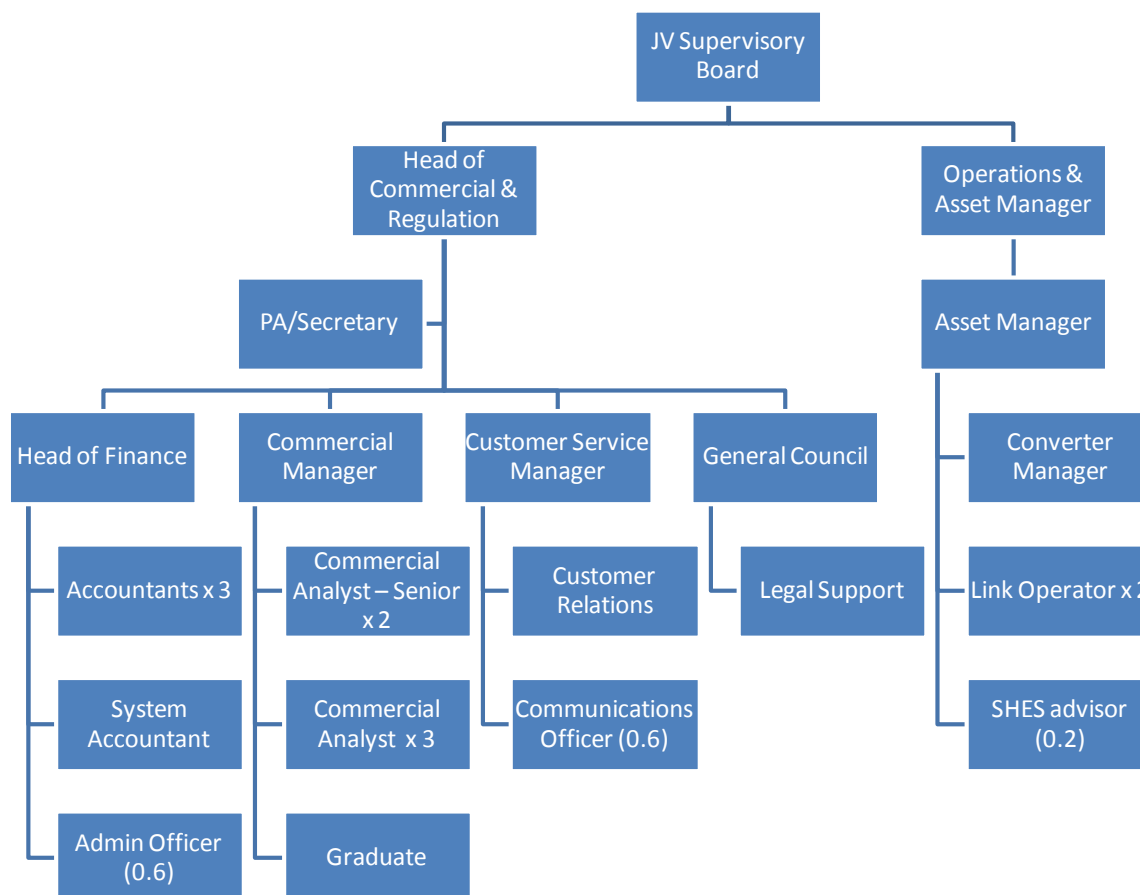 JV Supervisory
Board
Head of
Commercial &
Regulation
Operations &
Asset Manager
PA/Secretary
Asset Manager
Head of Finance
Commercial
Manager
Customer Service
Manager
General Council
Converter
Manager
Accountants x 3
Commercial
Analyst – Senior
x 2
Customer
Relations
Legal Support
Link Operator x 2
System
Accountant
Commercial
Analyst x 3
Communications
Officer (0.6)
SHES advisor
(0.2)
Admin Officer
(0.6)
Graduate